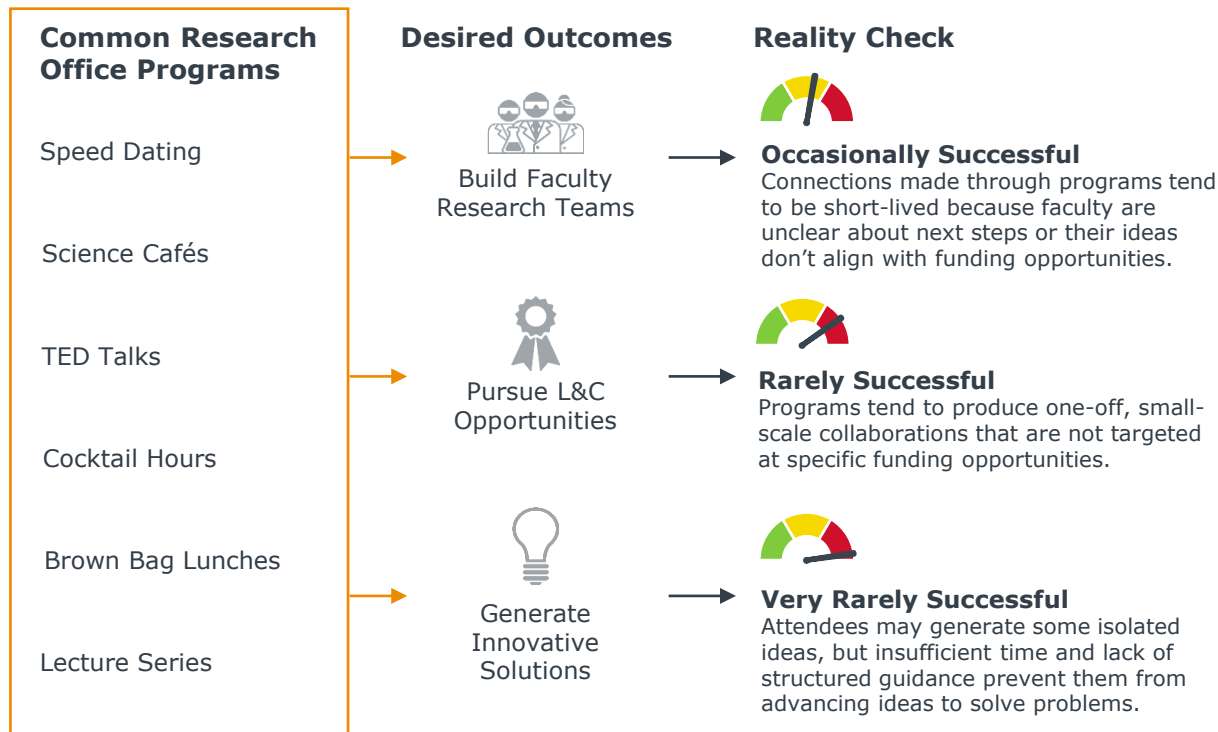 Common Research
Office Programs
Speed Dating
Science Cafés
TED Talks
Cocktail Hours
Brown Bag Lunches
Lecture Series
Desired Outcomes
Build Faculty
Research Teams
Pursue L&C
Opportunities
Generate
Innovative
Solutions
Reality Check
Occasionally Successful
Connections made through programs tend
to be short-lived because faculty are
unclear about next steps or their ideas
don’t align with funding opportunities.
Rarely Successful
Programs tend to produce one-off, small-
scale collaborations that are not targeted
at specific funding opportunities.
Very Rarely Successful
Attendees may generate some isolated
ideas, but insufficient time and lack of
structured guidance prevent them from
advancing ideas to solve problems.